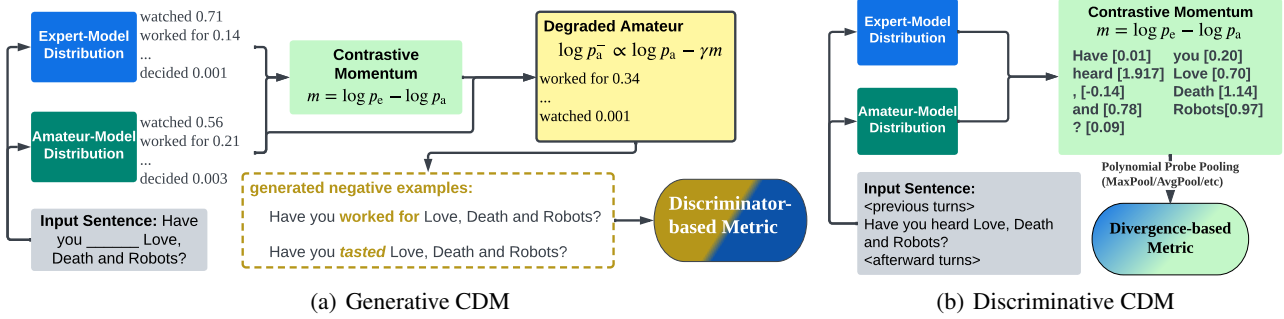 Expert-Model
Distribution
watched 0.71
worked for 0.14
...
decided 0.001
Amateur-Model
Distribution
watched 0.56
worked for 0.21
...
decided 0.003
Input Sentence: Have
you ______ Love,
Death and Robots?
Contrastive
Momentum
m = log pₑ − log pₐ
Degraded Amateur
log pₐ⁻ ∝ log pₐ − γm
worked for 0.34
...
watched 0.001
generated negative examples:
Have you worked for Love, Death and Robots?
Have you tasted Love, Death and Robots?
Discriminator-
based Metric
(a) Generative CDM
Expert-Model
Distribution
Amateur-Model
Distribution
Input Sentence:
<previous turns>
Have you heard Love, Death
and Robots?
<afterward turns>
Contrastive Momentum
m = log pₑ − log pₐ
Have [0.01] you [0.20]
heard [1.917] Love [0.70]
, [-0.14] Death [1.14]
and [0.78] Robots[0.97]
? [0.09]
Polynomial Probe Pooling
(MaxPool/AvgPool/etc)
Divergence-based
Metric
(b) Discriminative CDM